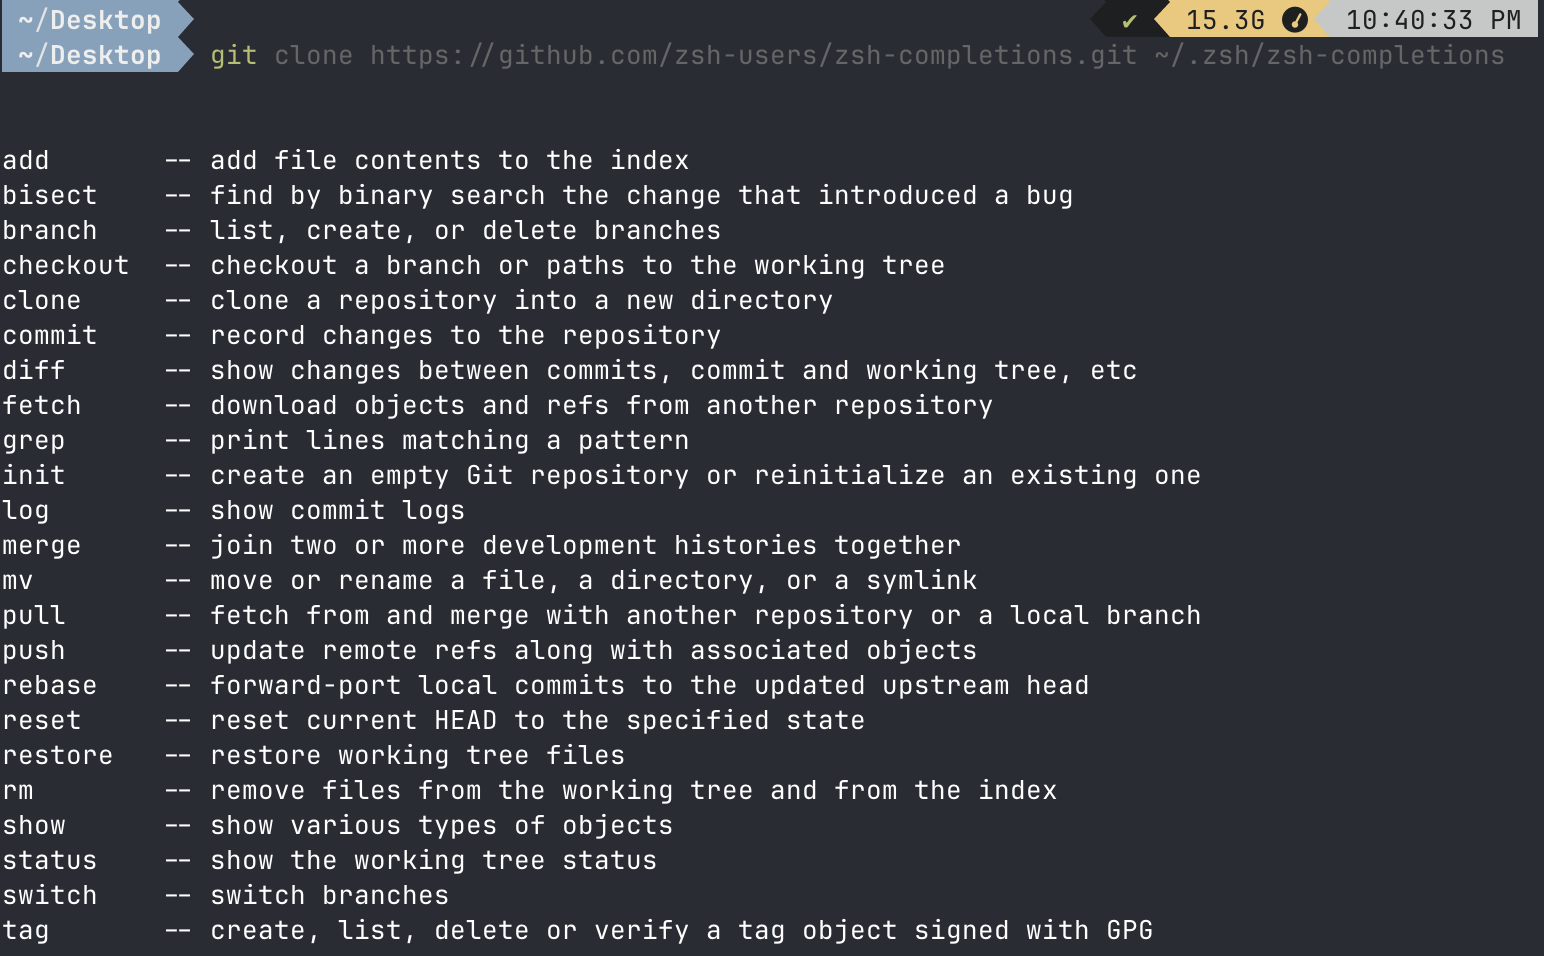 ~/Desktop ✔ 15.3G 10:40:33 PM
~/Desktop git clone https://github.com/zsh-users/zsh-completions.git ~/.zsh/zsh-completions
add -- add file contents to the index
bisect -- find by binary search the change that introduced a bug
branch -- list, create, or delete branches
checkout -- checkout a branch or paths to the working tree
clone -- clone a repository into a new directory
commit -- record changes to the repository
diff -- show changes between commits, commit and working tree, etc
fetch -- download objects and refs from another repository
grep -- print lines matching a pattern
init -- create an empty Git repository or reinitialize an existing one
log -- show commit logs
merge -- join two or more development histories together
mv -- move or rename a file, a directory, or a symlink
pull -- fetch from and merge with another repository or a local branch
push -- update remote refs along with associated objects
rebase -- forward-port local commits to the updated upstream head
reset -- reset current HEAD to the specified state
restore -- restore working tree files
rm -- remove files from the working tree and from the index
show -- show various types of objects
status -- show the working tree status
switch -- switch branches
tag -- create, list, delete or verify a tag object signed with GPG